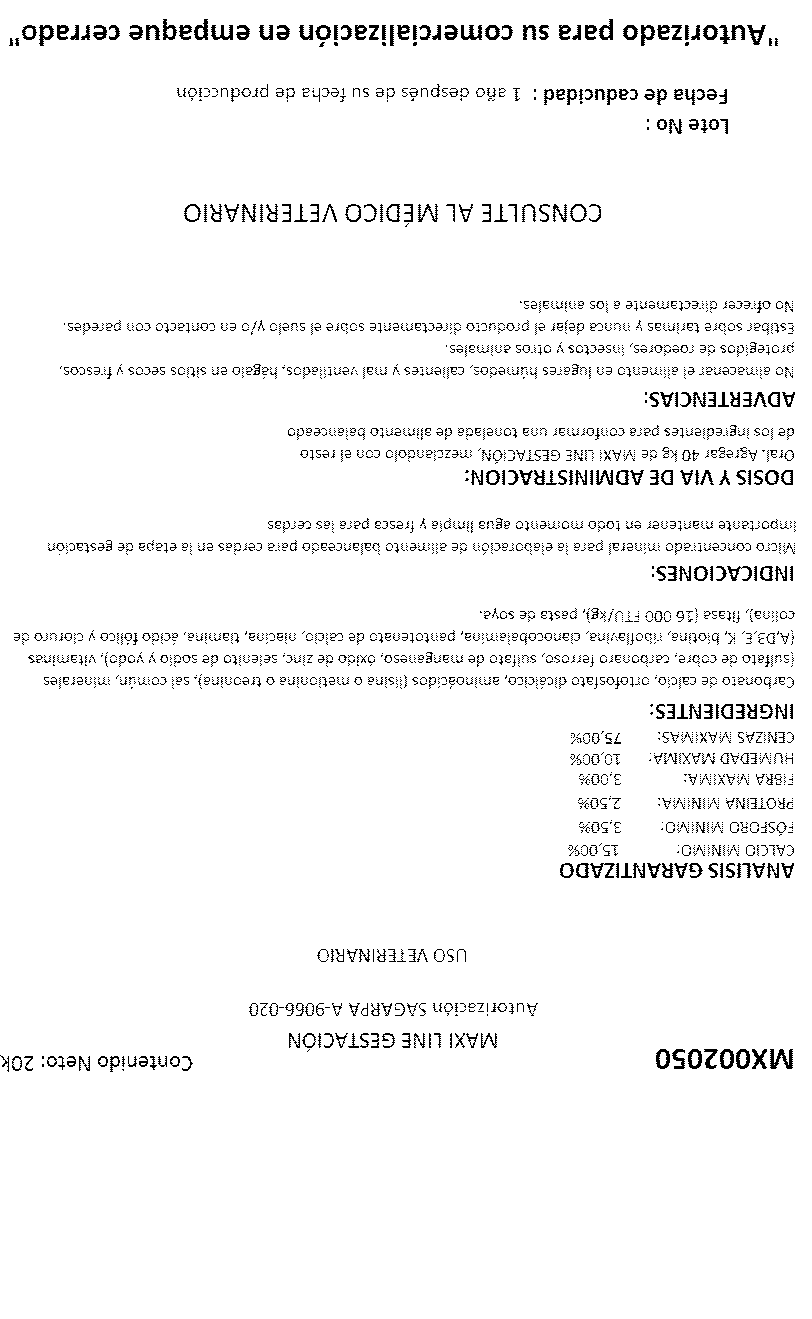 MX002050 Contenido Neto: 20k
MAXI LINE GESTACIÓN
Autorización SAGARPA A-9066-020
USO VETERINARIO
ANALISIS GARANTIZADO
CALCIO MINIMO: 15,00%
FÓSFORO MINIMO: 3,50%
PROTEINA MINIMA: 2,50%
FIBRA MAXIMA: 3,00%
HUMEDAD MAXIMA: 10,00%
CENIZAS MAXIMAS: 75,00%
INGREDIENTES:
Carbonato de calcio, ortofosfato dicálcico, aminoácidos (lisina o metionina o treonina), sal común, minerales
(sulfato de cobre, carbonaro ferroso, sulfato de manganeso, óxido de zinc, selenito de sodio y yodo), vitaminas
(A,D3,E, K, biotina, riboflavina, cianocobalamina, pantotenato de calcio, niacina, tiamina, ácido fólico y cloruro de
colina), fitasa (16 000 FTU/kg), pasta de soya.
INDICACIONES:
Micro concentrado mineral para la elaboración de alimento balanceado para cerdas en la etapa de gestación
Importante mantener en todo momento agua limpia y fresca para las cerdas
DOSIS Y VIA DE ADMINISTRACION:
Oral. Agregar 40 kg de MAXI LINE GESTACIÓN, mezclandolo con el resto
de los ingredientes para conformar una tonelada de alimento balanceado
ADVERTENCIAS:
No almacenar el alimento en lugares húmedos, calientes y mal ventilados, hágalo en sitios secos y frescos,
protegidos de roedores, insectos y otros animales.
Estibar sobre tarimas y nunca dejar el producto directamente sobre el suelo y/o en contacto con paredes.
No ofrecer directamente a los animales.
CONSULTE AL MÉDICO VETERINARIO
Lote No :
Fecha de caducidad : 1 año después de su fecha de producción
"Autorizado para su comercialización en empaque cerrado"